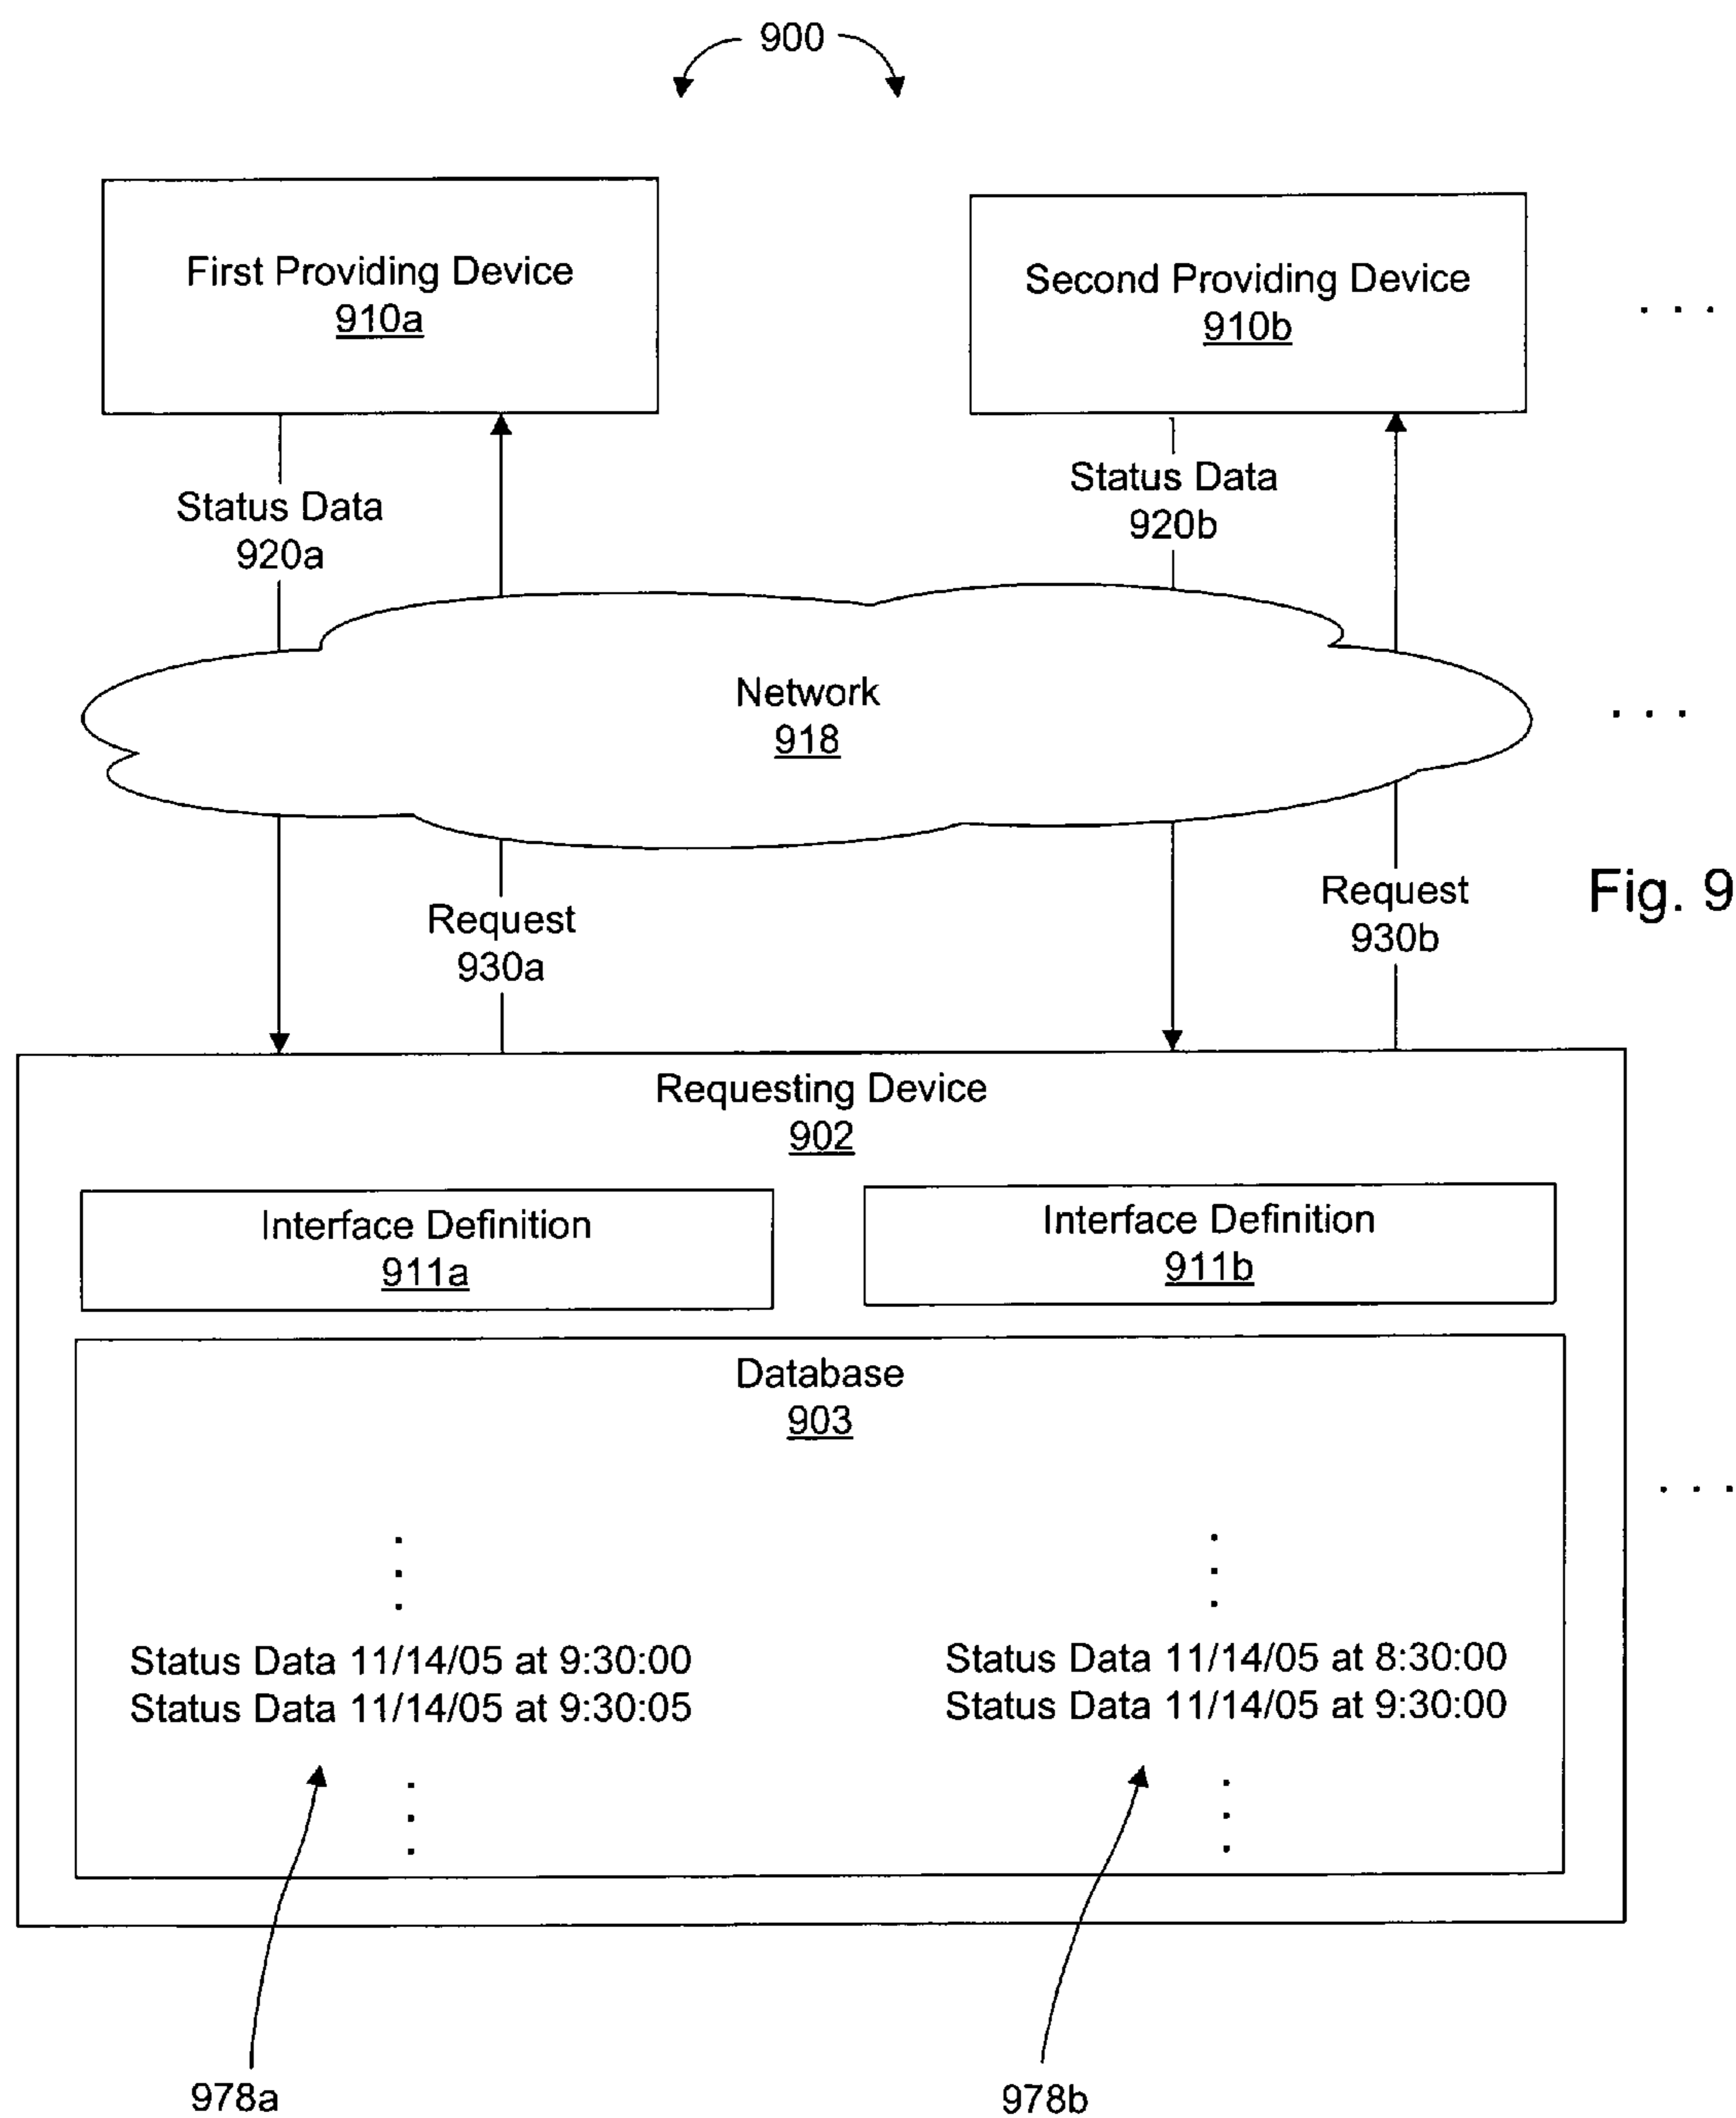 900
First Providing Device
910a
Second Providing Device
910b
. . .
Status Data
920a
Status Data
920b
Network
918
. . .
Request
930a
Request
930b
Fig. 9
Requesting Device
902
Interface Definition
911a
Interface Definition
911b
Database
903
. . .
Status Data 11/14/05 at 9:30:00
Status Data 11/14/05 at 9:30:05
Status Data 11/14/05 at 8:30:00
Status Data 11/14/05 at 9:30:00
978a
978b